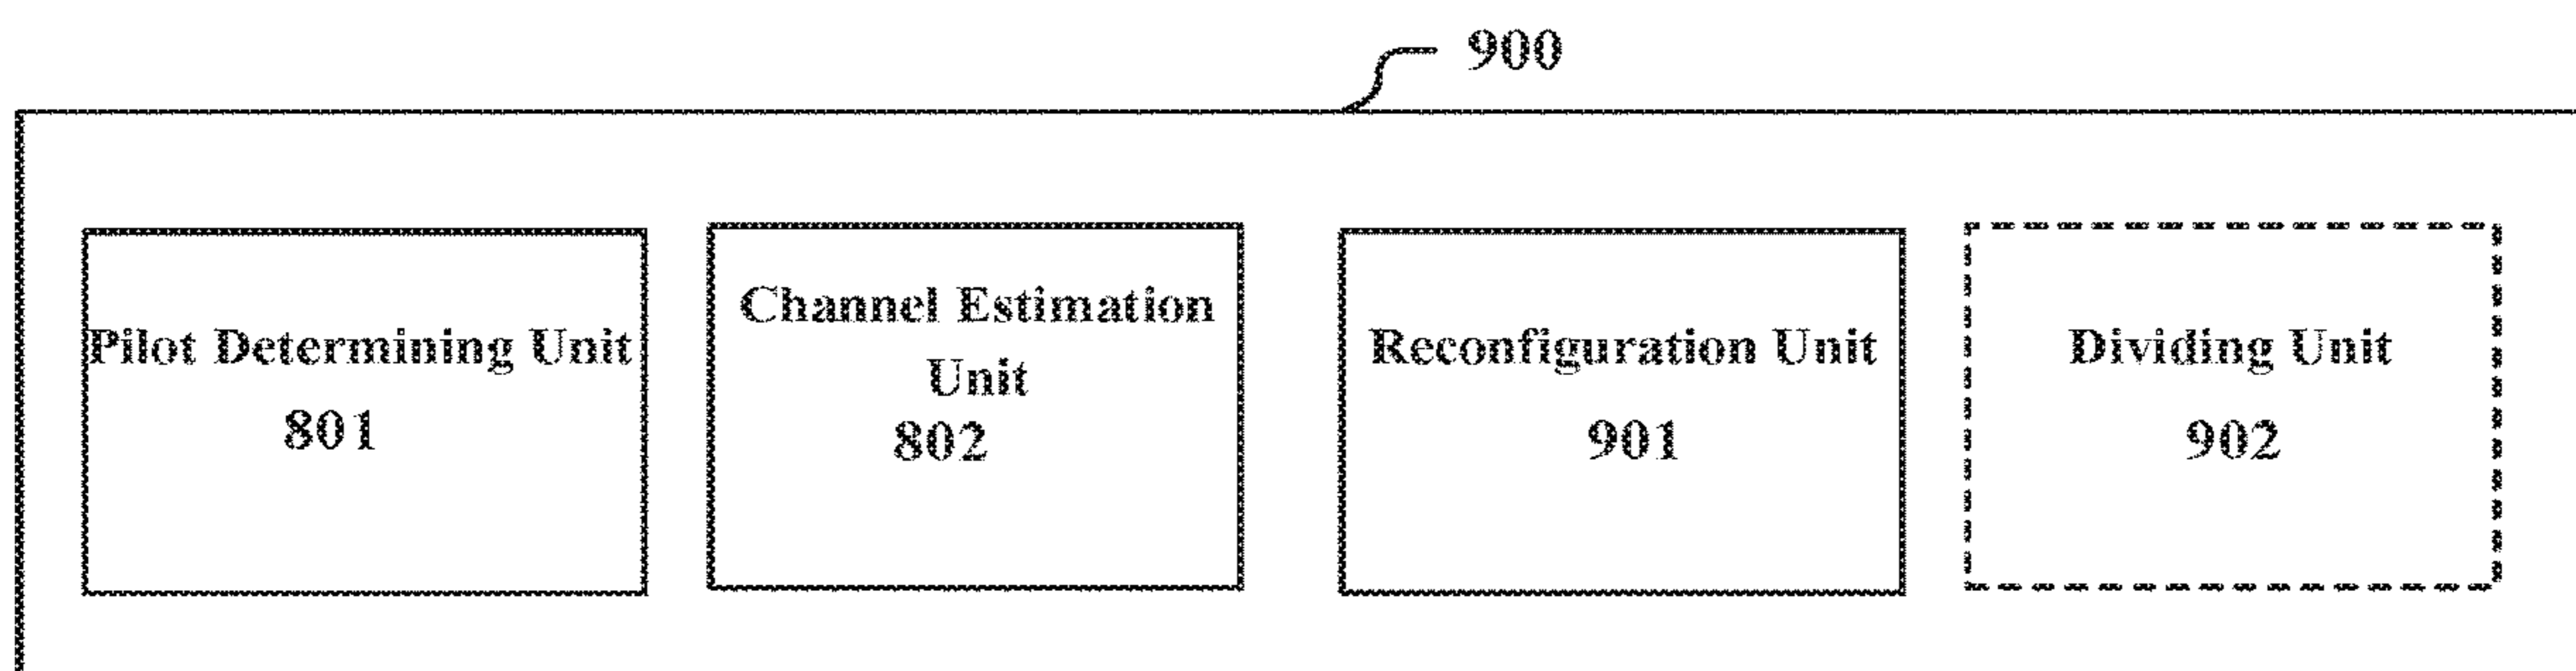 900
Pilot Determining Unit
801
Channel Estimation
Unit
802
Reconfiguration Unit
901
Dividing Unit
902